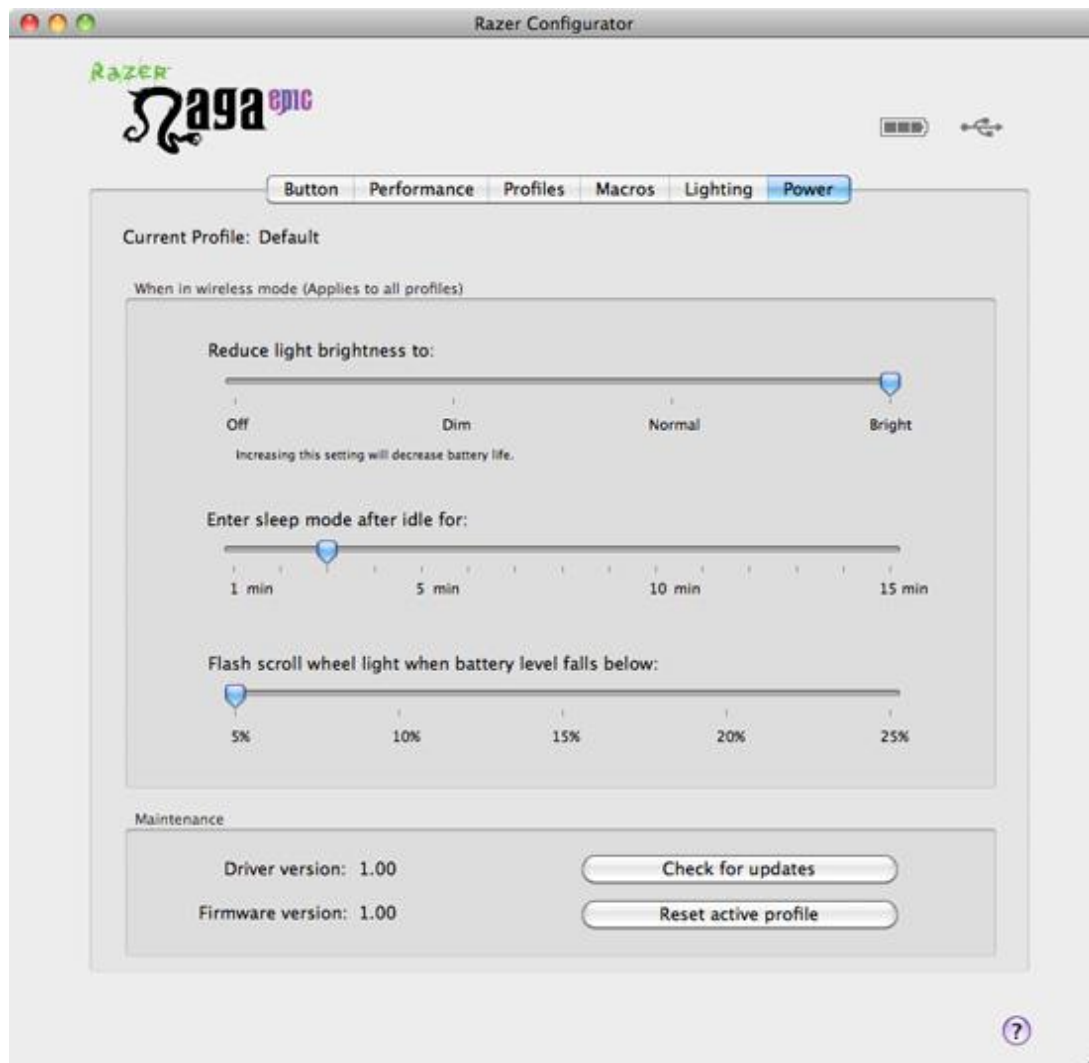 Razer Configurator
RAZER
Naga epic
Button Performance Profiles Macros Lighting Power
Current Profile: Default
When in wireless mode (Applies to all profiles)
Reduce light brightness to:
Off Dim Normal Bright
Increasing this setting will decrease battery life.
Enter sleep mode after idle for:
1 min 5 min 10 min 15 min
Flash scroll wheel light when battery level falls below:
5% 10% 15% 20% 25%
Maintenance
Driver version: 1.00 Check for updates
Firmware version: 1.00 Reset active profile
?